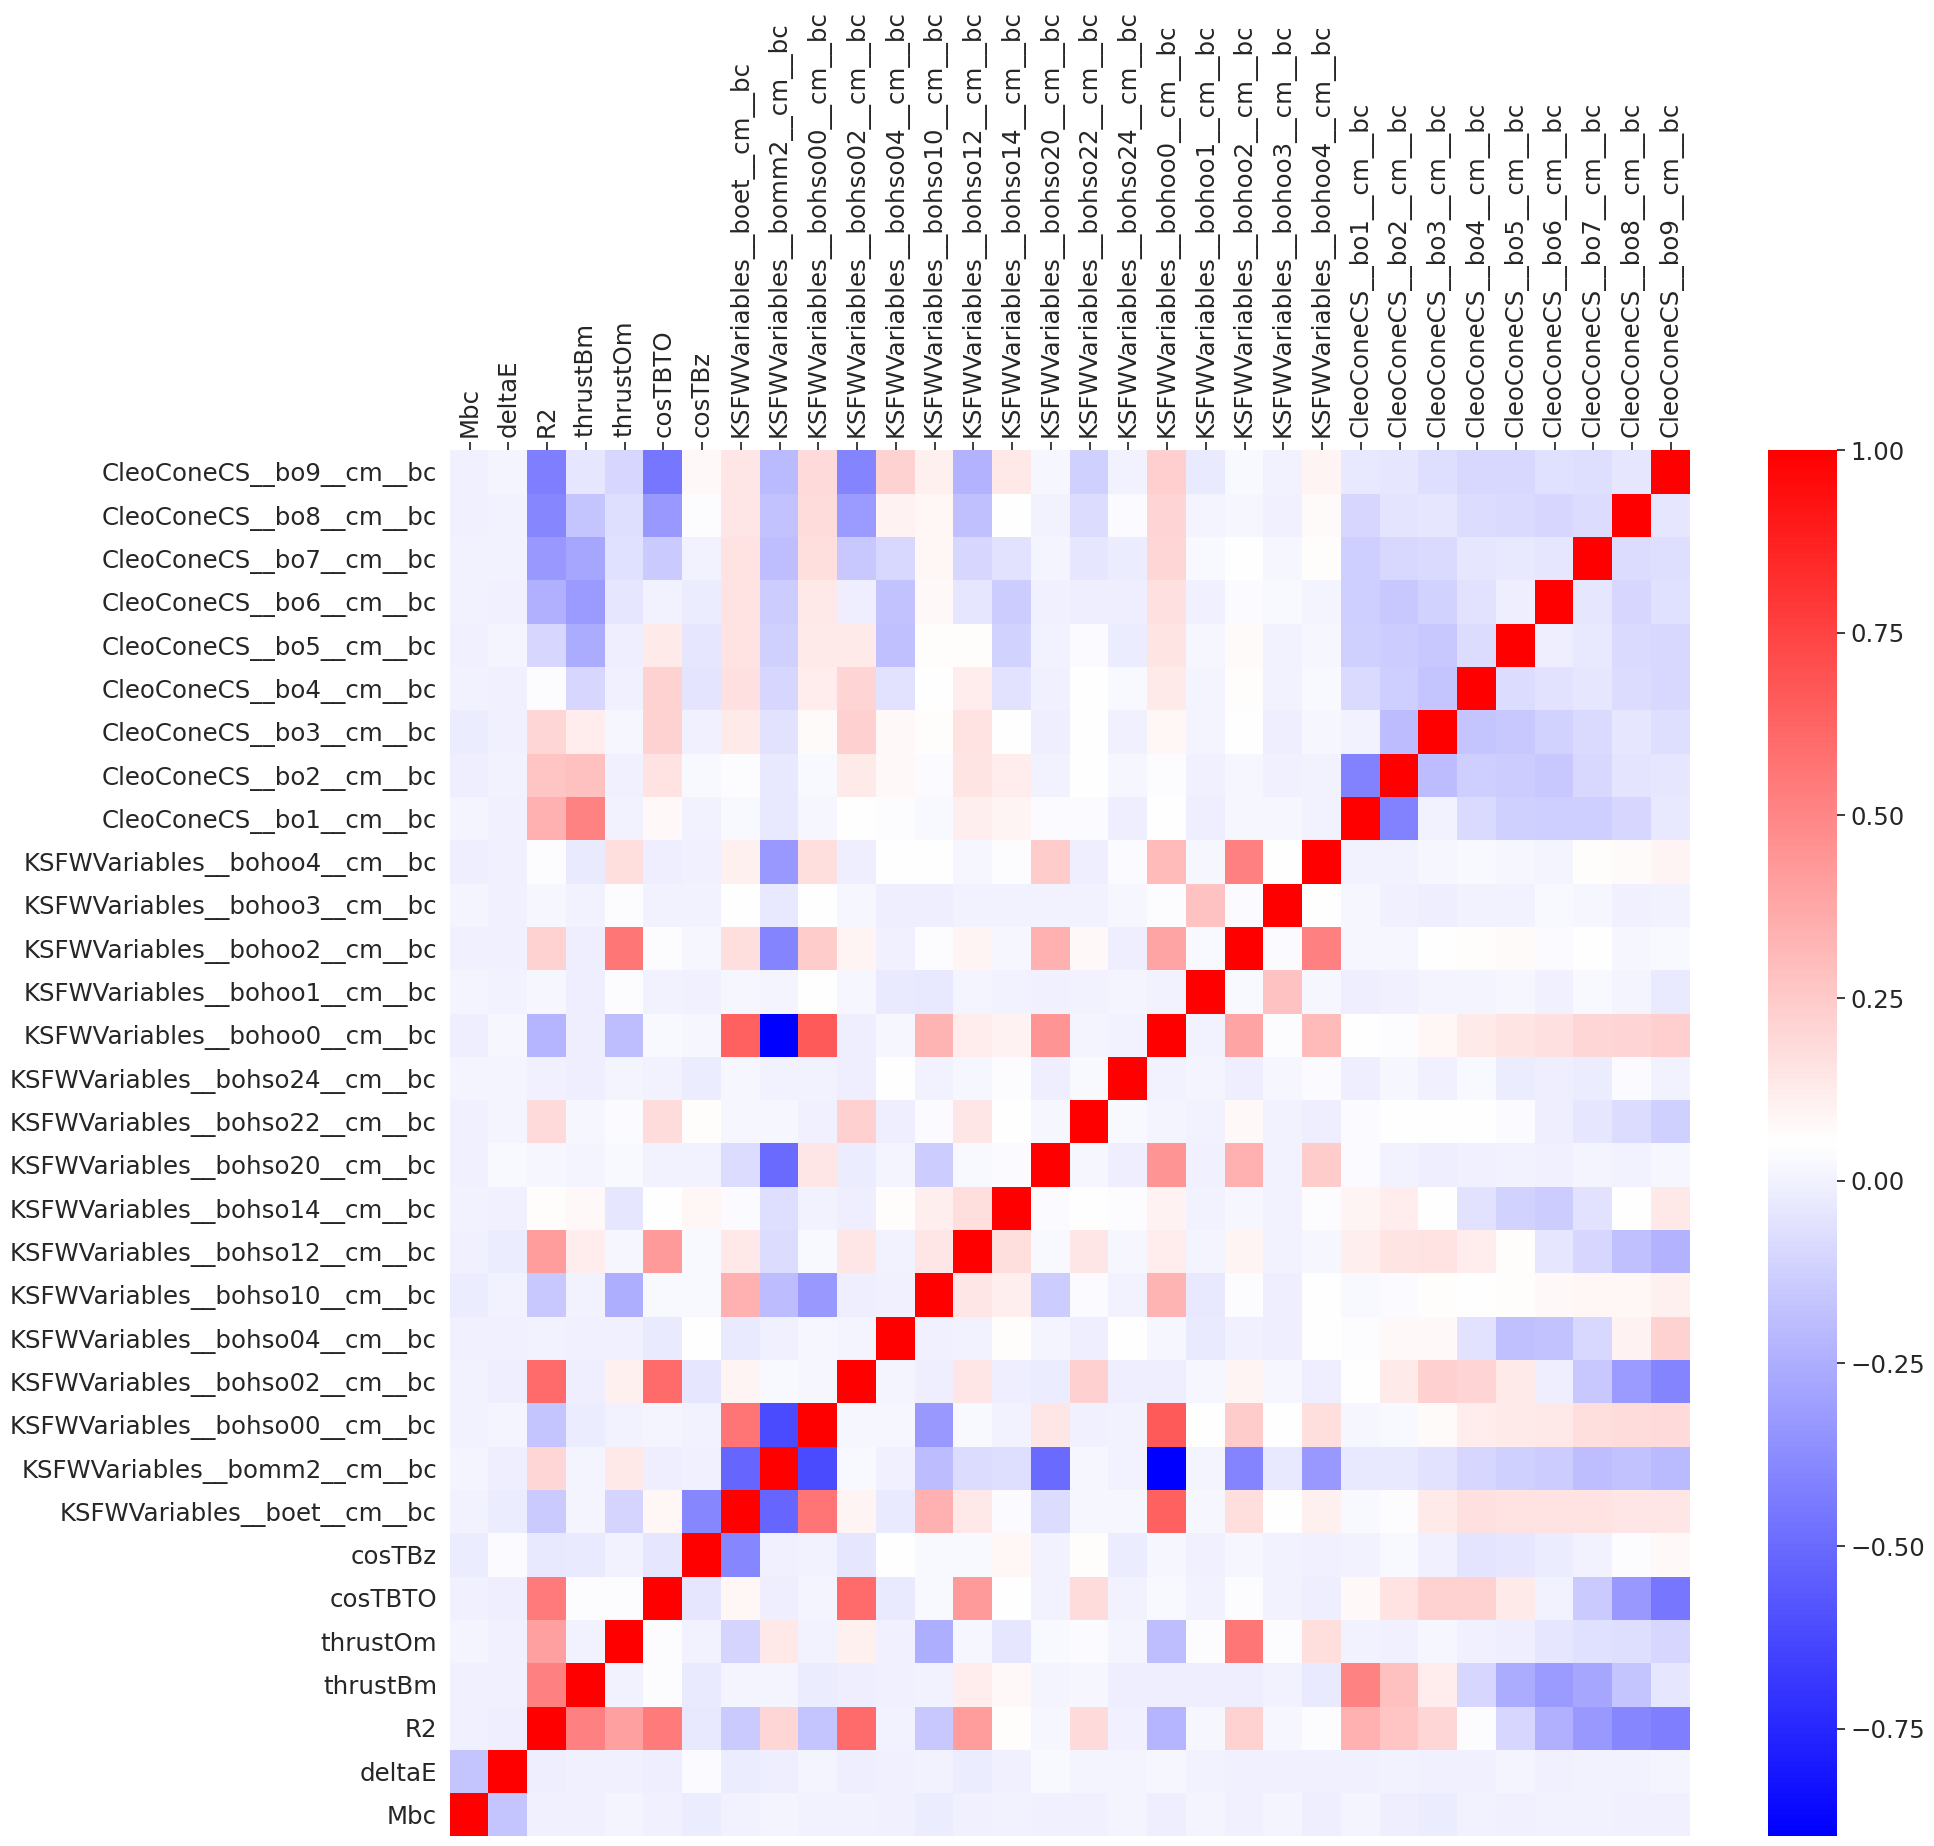 Mbc
deltaE
R2
thrustBm
thrustOm
cosTBTO
cosTBz
KSFWVariables__boet__cm__bc
KSFWVariables__bomm2__cm__bc
KSFWVariables__bohso00__cm__bc
KSFWVariables__bohso02__cm__bc
KSFWVariables__bohso04__cm__bc
KSFWVariables__bohso10__cm__bc
KSFWVariables__bohso12__cm__bc
KSFWVariables__bohso14__cm__bc
KSFWVariables__bohso20__cm__bc
KSFWVariables__bohso22__cm__bc
KSFWVariables__bohso24__cm__bc
KSFWVariables__bohoo0__cm__bc
KSFWVariables__bohoo1__cm__bc
KSFWVariables__bohoo2__cm__bc
KSFWVariables__bohoo3__cm__bc
KSFWVariables__bohoo4__cm__bc
CleoConeCS__bo1__cm__bc
CleoConeCS__bo2__cm__bc
CleoConeCS__bo3__cm__bc
CleoConeCS__bo4__cm__bc
CleoConeCS__bo5__cm__bc
CleoConeCS__bo6__cm__bc
CleoConeCS__bo7__cm__bc
CleoConeCS__bo8__cm__bc
CleoConeCS__bo9__cm__bc
CleoConeCS__bo9__cm__bc
CleoConeCS__bo8__cm__bc
CleoConeCS__bo7__cm__bc
CleoConeCS__bo6__cm__bc
CleoConeCS__bo5__cm__bc
CleoConeCS__bo4__cm__bc
CleoConeCS__bo3__cm__bc
CleoConeCS__bo2__cm__bc
CleoConeCS__bo1__cm__bc
KSFWVariables__bohoo4__cm__bc
KSFWVariables__bohoo3__cm__bc
KSFWVariables__bohoo2__cm__bc
KSFWVariables__bohoo1__cm__bc
KSFWVariables__bohoo0__cm__bc
KSFWVariables__bohso24__cm__bc
KSFWVariables__bohso22__cm__bc
KSFWVariables__bohso20__cm__bc
KSFWVariables__bohso14__cm__bc
KSFWVariables__bohso12__cm__bc
KSFWVariables__bohso10__cm__bc
KSFWVariables__bohso04__cm__bc
KSFWVariables__bohso02__cm__bc
KSFWVariables__bohso00__cm__bc
KSFWVariables__bomm2__cm__bc
KSFWVariables__boet__cm__bc
cosTBz
cosTBTO
thrustOm
thrustBm
R2
deltaE
Mbc
1.00
0.75
0.50
0.25
0.00
−0.25
−0.50
−0.75